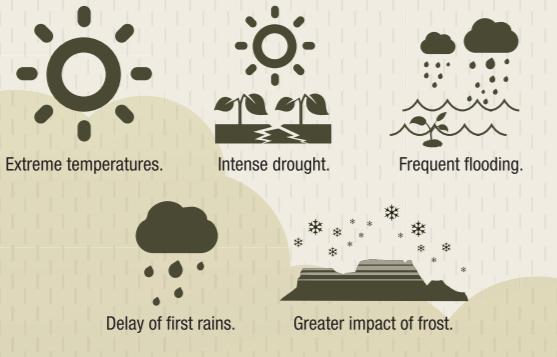 Extreme temperatures.
Intense drought.
Frequent flooding.
Delay of first rains.
Greater impact of frost.